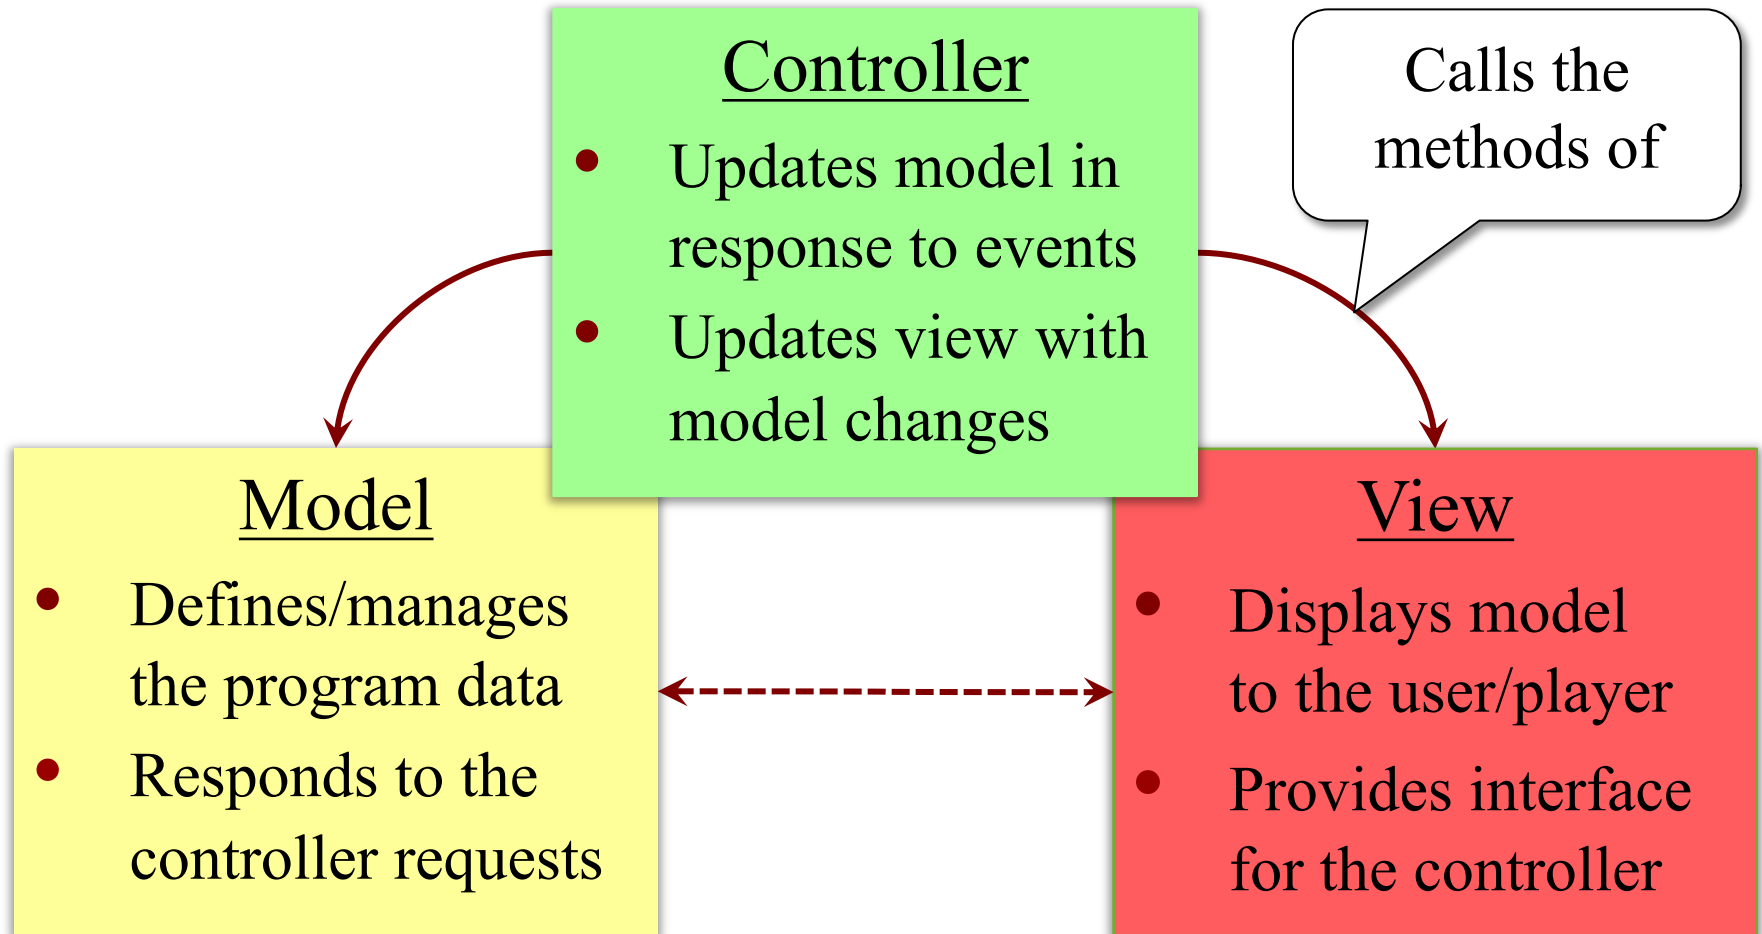 Controller
• Updates model in
response to events
• Updates view with
model changes
Calls the
methods of
Model
• Defines/manages
the program data
• Responds to the
controller requests
View
• Displays model
to the user/player
• Provides interface
for the controller